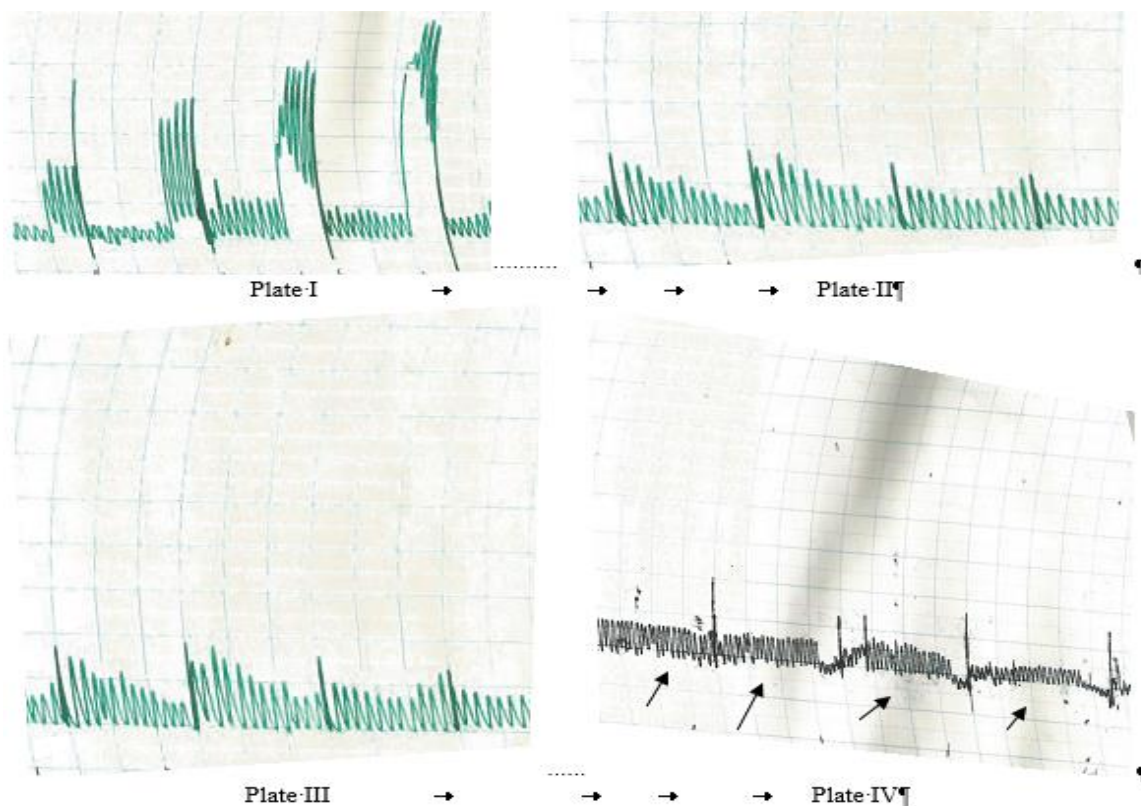 Plate·I → → → → Plate·II¶
Plate·III → → → → Plate·IV¶